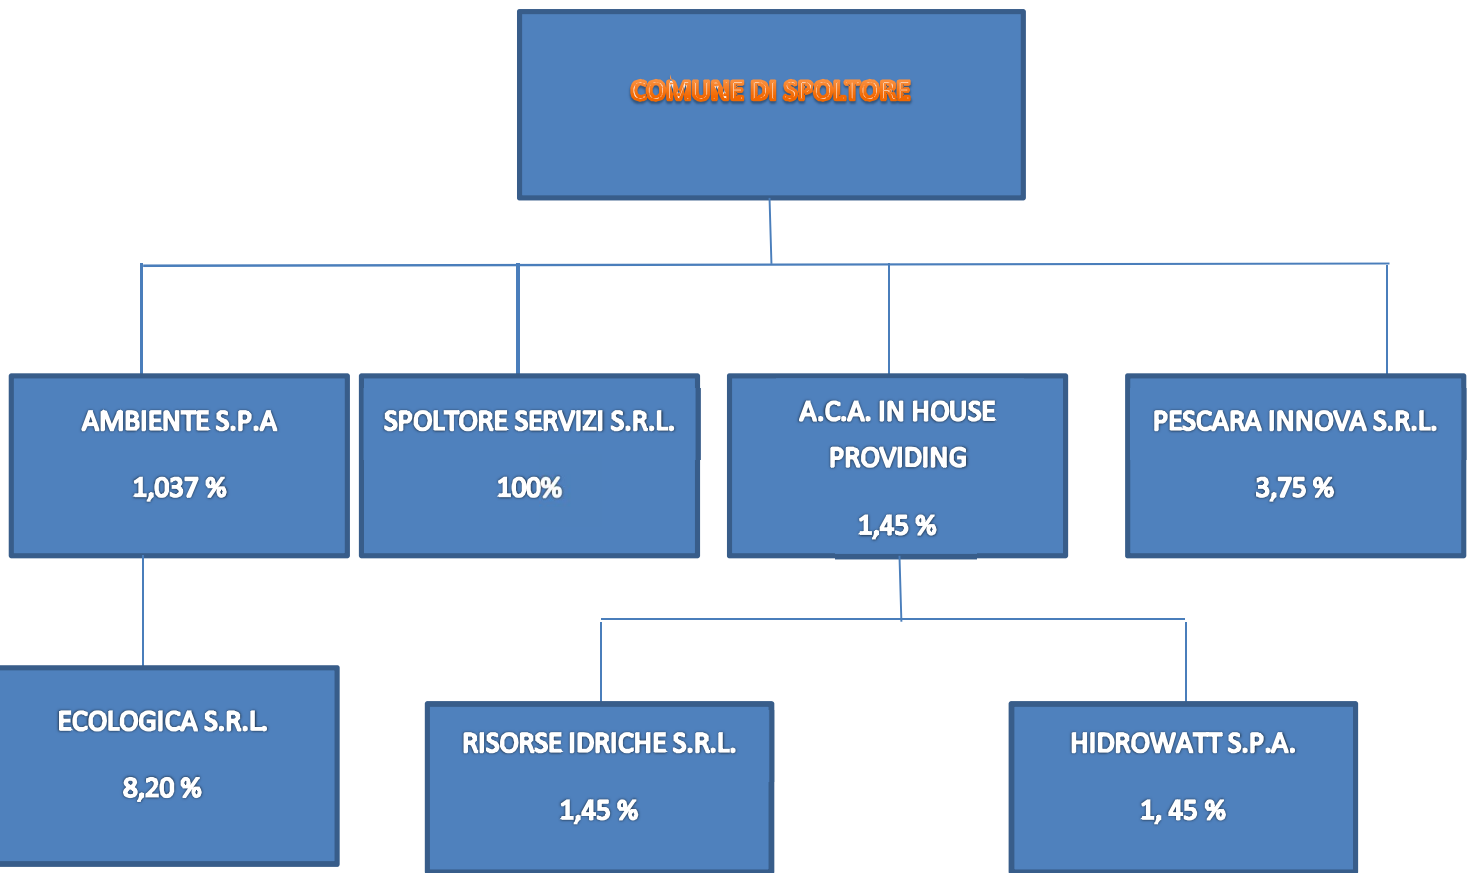 COMUNE DI SPOLTORE
AMBIENTE S.P.A
1,037 %
SPOLTORE SERVIZI S.R.L.
100%
A.C.A. IN HOUSE
PROVIDING
1,45 %
PESCARA INNOVA S.R.L.
3,75 %
ECOLOGICA S.R.L.
8,20 %
RISORSE IDRICHE S.R.L.
1,45 %
HIDROWATT S.P.A.
1, 45 %